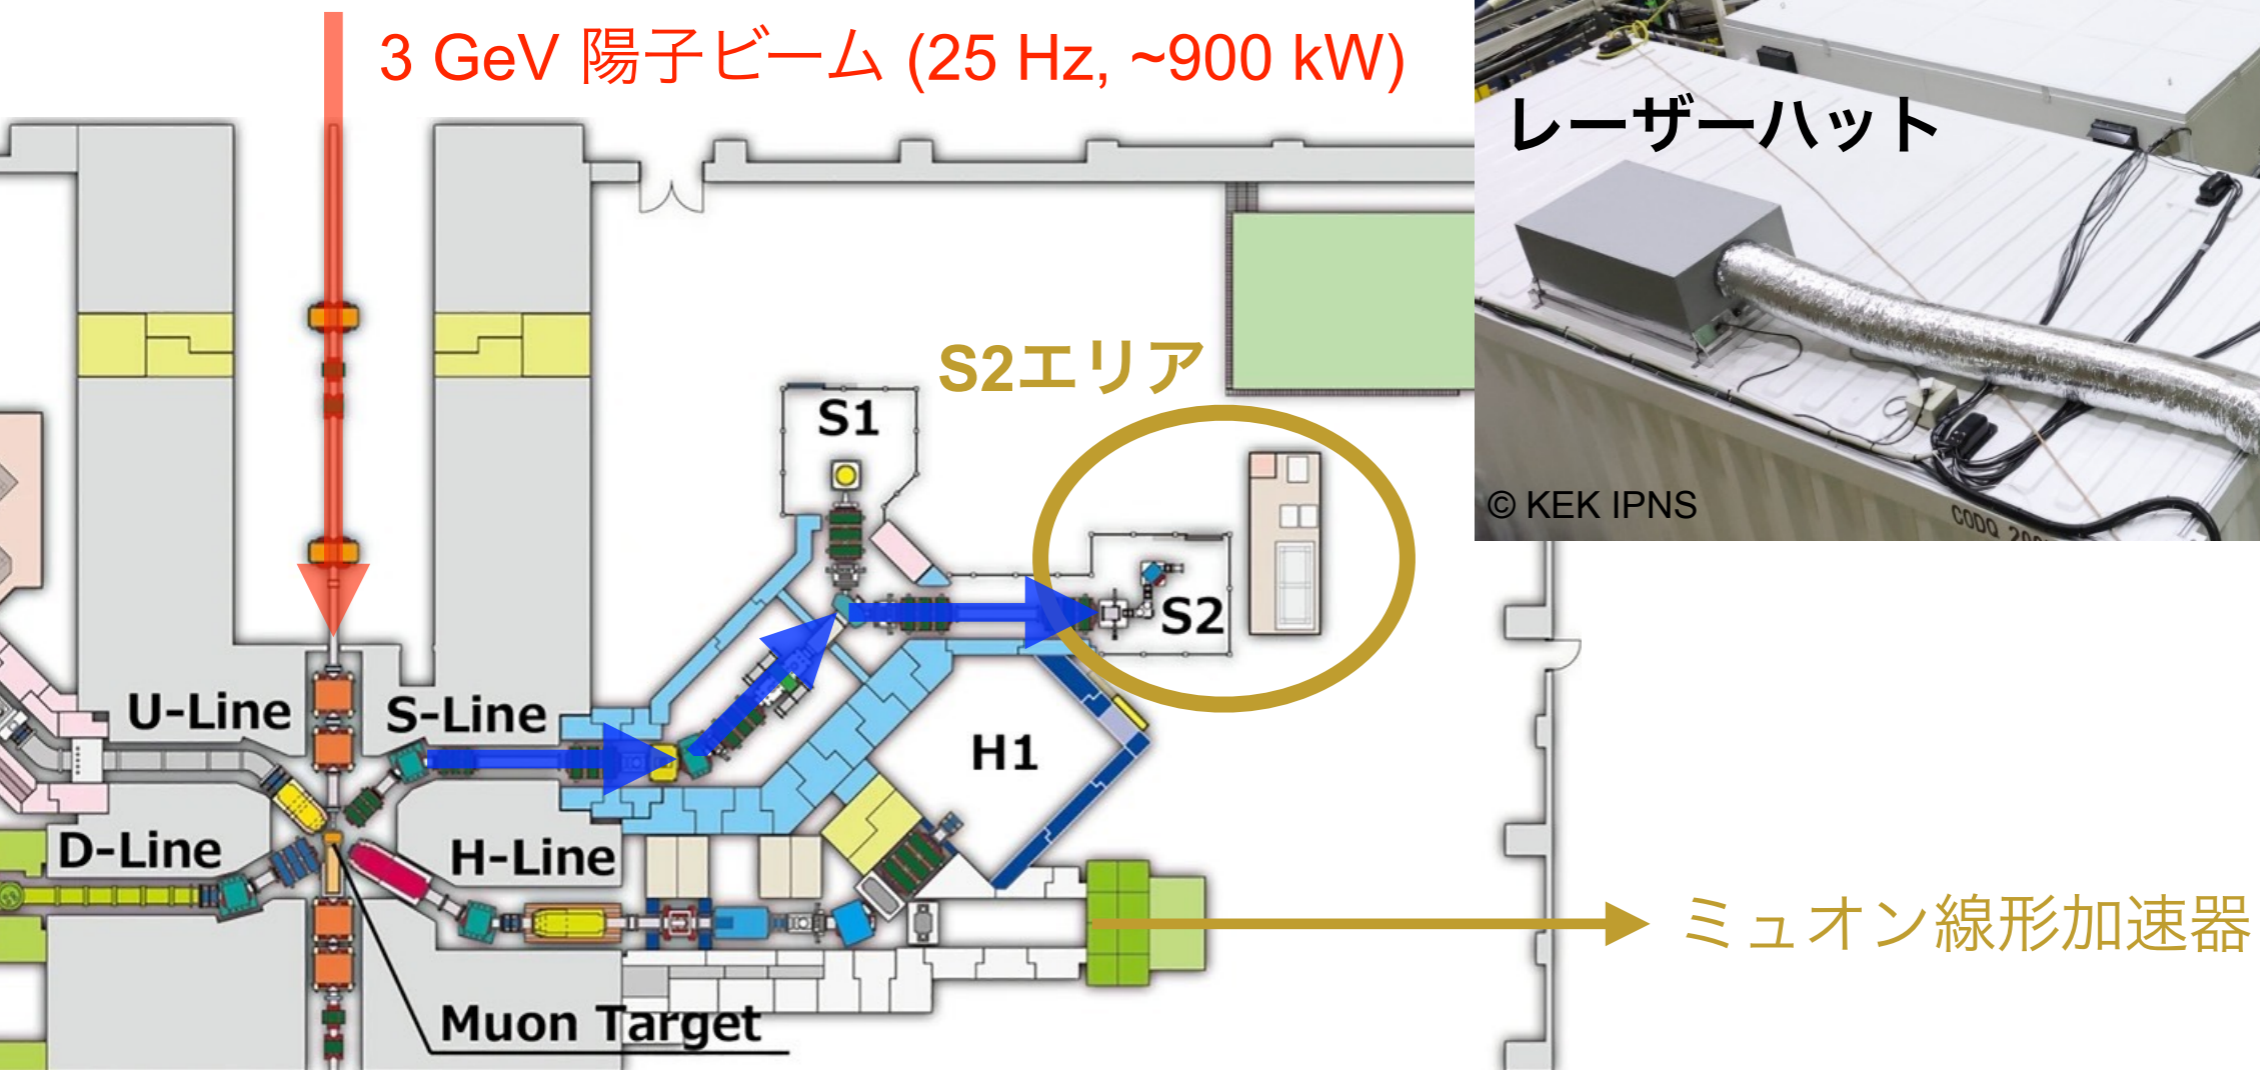 3 GeV 陽子ビーム (25 Hz, ~900 kW)
レーザーハット
© KEK IPNS
S2エリア
S1
S2
U-Line
S-Line
H1
D-Line
H-Line
ミュオン線形加速器
Muon Target